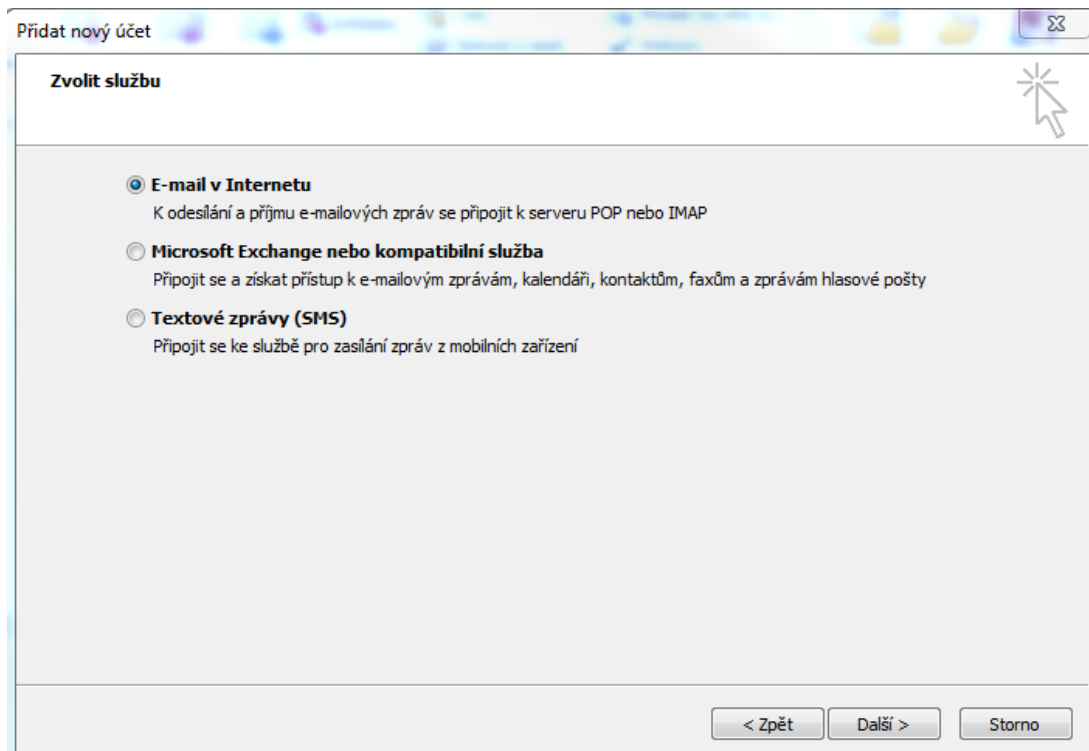 Přidat nový účet
Zvolit službu
E-mail v Internetu
K odesílání a příjmu e-mailových zpráv se připojit k serveru POP nebo IMAP
Microsoft Exchange nebo kompatibilní služba
Připojit se a získat přístup k e-mailovým zprávám, kalendáři, kontaktům, faxům a zprávám hlasové pošty
Textové zprávy (SMS)
Připojit se ke službě pro zasílání zpráv z mobilních zařízení
< Zpět Další > Storno